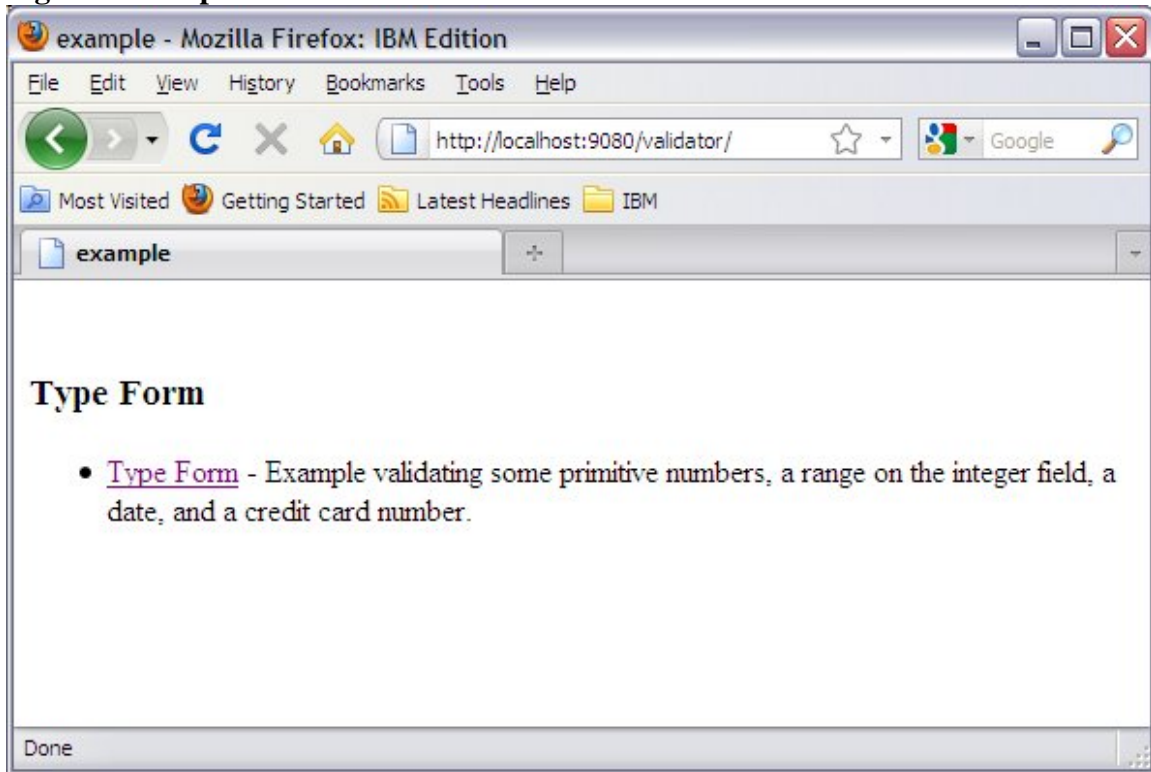 example - Mozilla Firefox: IBM Edition
File Edit View History Bookmarks Tools Help
http://localhost:9080/validator/ Google
Most Visited Getting Started Latest Headlines IBM
example
Type Form
Type Form - Example validating some primitive numbers, a range on the integer field, a
date, and a credit card number.
Done